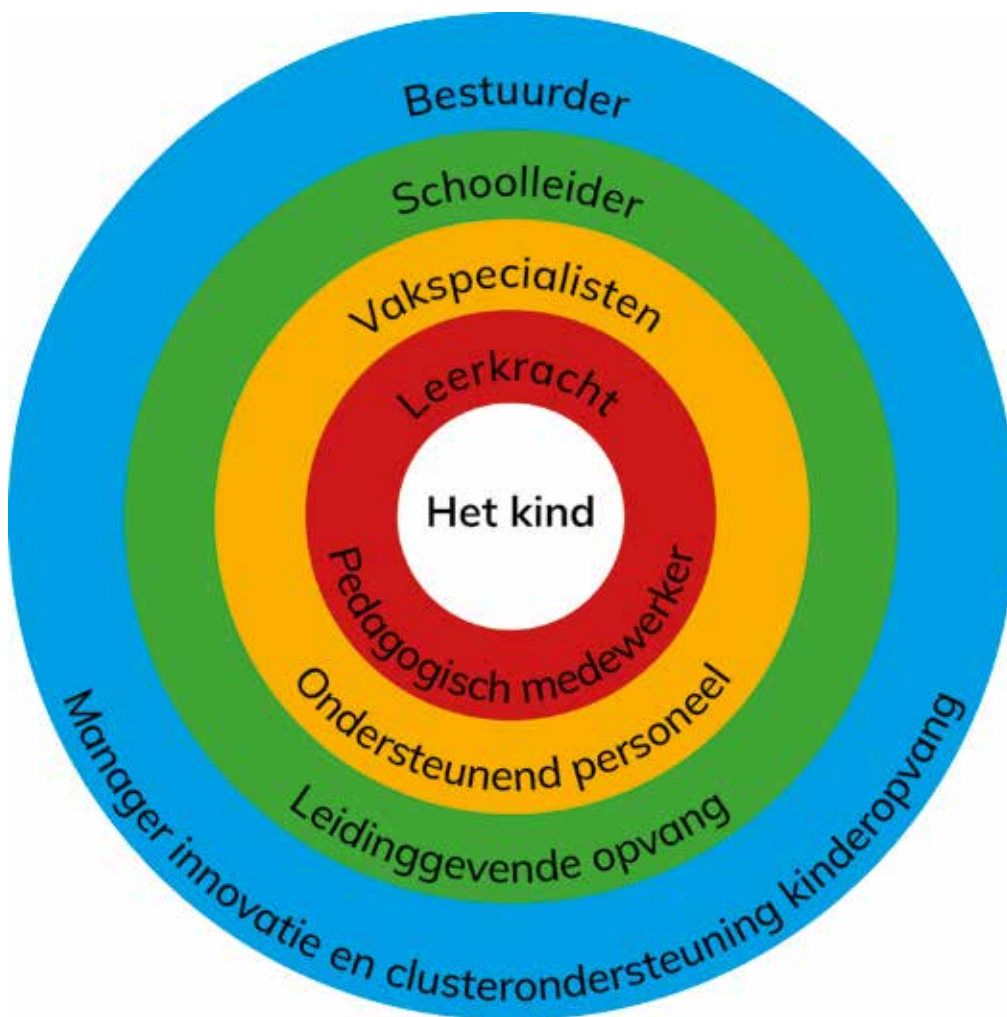 Bestuurder
Schoolleider
Vakspecialisten
Leerkracht
Het kind
Pedagogisch medewerker
Ondersteunend personeel
Leidinggevende opvang
Manager innovatie en clusterondersteuning kinderopvang